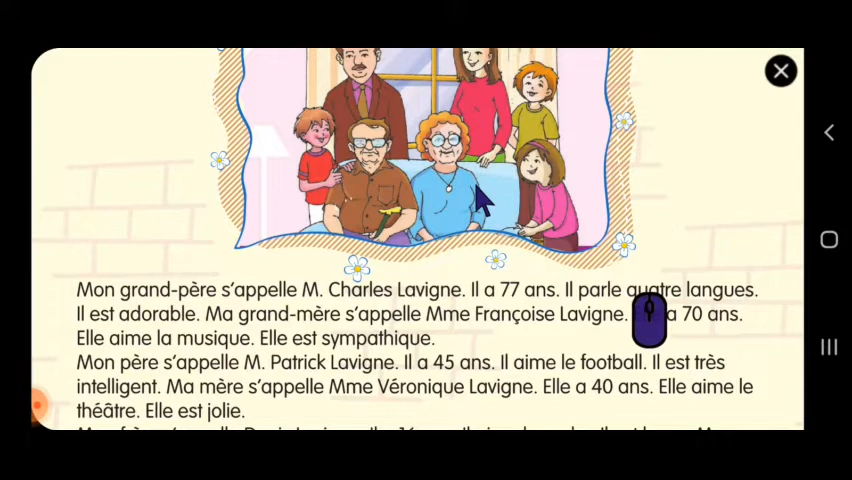 Mon grand-père s'appelle M. Charles Lavigne. Il a 77 ans. Il parle quatre langues.
Il est adorable. Ma grand-mère s'appelle Mme Françoise Lavigne. a 70 ans.
Elle aime la musique. Elle est sympathique.
Mon père s'appelle M. Patrick Lavigne. Il a 45 ans. Il aime le football. Il est très
intelligent. Ma mère s'appelle Mme Véronique Lavigne. Elle a 40 ans. Elle aime le
théâtre. Elle est jolie.